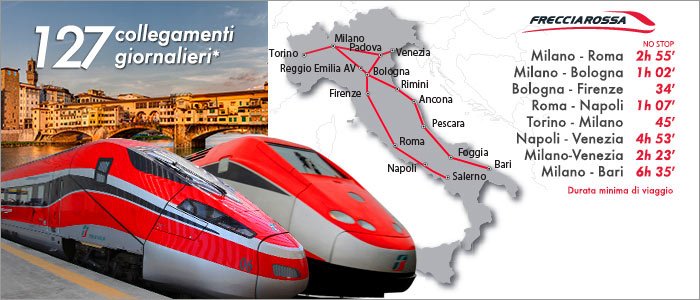 127 collegamenti
giornalieri*
Milano
Torino
Padova
Venezia
Reggio Emilia AV
Bologna
Rimini
Firenze
Ancona
Pescara
Roma
Foggia
Napoli
Bari
Salerno
FRECCIAROSSA
NO STOP
Milano - Roma 2h 55’
Milano - Bologna 1h 02’
Bologna - Firenze 34’
Roma - Napoli 1h 07’
Torino - Milano 45’
Napoli - Venezia 4h 53’
Milano-Venezia 2h 23’
Milano - Bari 6h 35’
Durata minima di viaggio